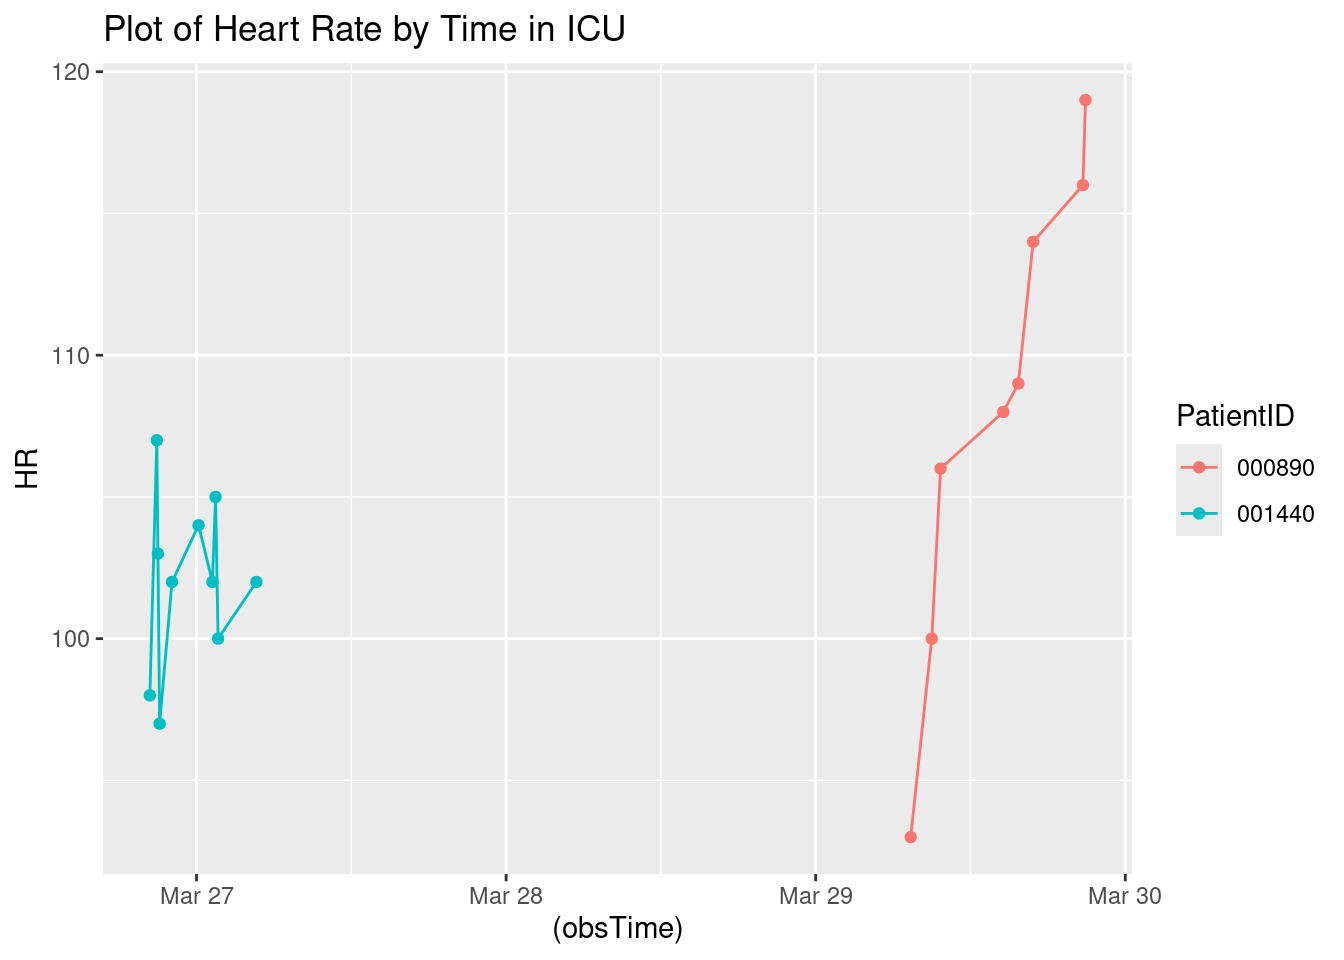 Plot of Heart Rate by Time in ICU
120
110
100
HR
Mar 27
Mar 28
Mar 29
Mar 30
(obsTime)
PatientID
000890
001440